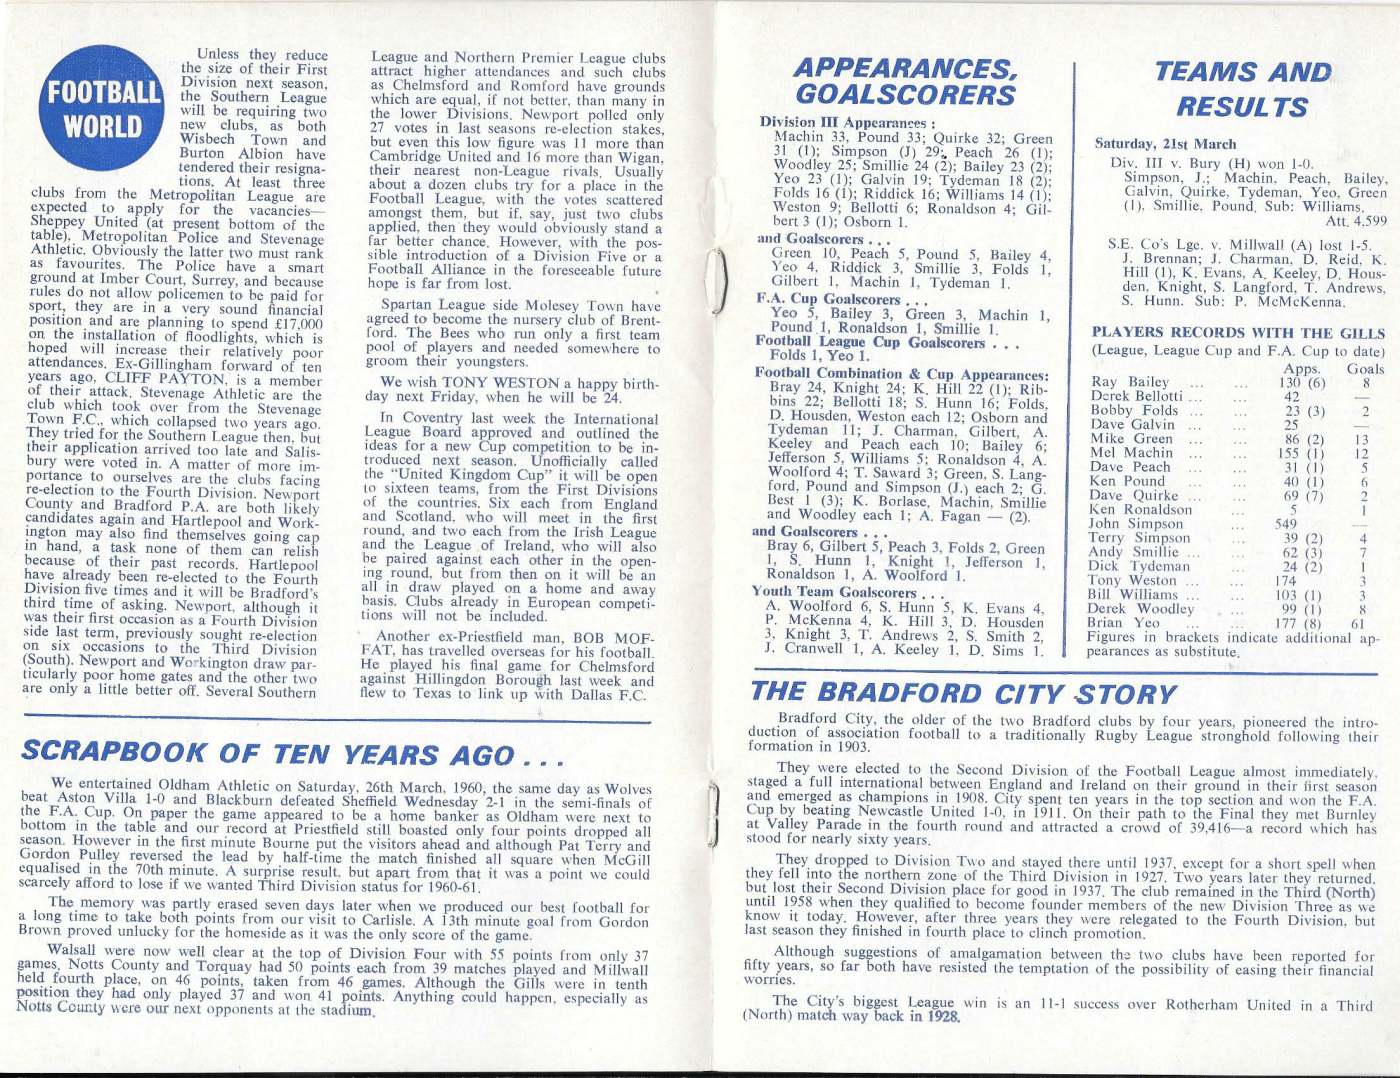 FOOTBALL
WORLD
Unless they reduce
the size of their First
Division next season,
the Southern League
will be requiring two
new clubs, as both
Wisbech Town and
Burton Albion have
tendered their resigna-
tions. At least three
clubs from the Metropolitan League are
expected to apply for the vacancies—
Sheppey United (at present bottom of the
table), Metropolitan Police and Stevenage
Athletic. Obviously the latter two must rank
as favourites. The Police have a smart
ground at Imber Court, Surrey, and because
rules do not allow policemen to be paid for
sport, they are in a very sound financial
position and are planning to spend £17,000
on the installation of floodlights, which is
hoped will increase their relatively poor
attendances. Ex-Gillingham forward of ten
years ago, CLIFF PAYTON, is a member
of their attack. Stevenage Athletic are the
club which took over from the Stevenage
Town F.C., which collapsed two years ago.
They tried for the Southern League then, but
their application arrived too late and Salis-
bury were voted in. A matter of more im-
portance to ourselves are the clubs facing
re-election to the Fourth Division. Newport
County and Bradford P.A. are both likely
candidates again and Hartlepool and Work-
ington may also find themselves going cap
in hand, a task none of them can relish
because of their past records. Hartlepool
have already been re-elected to the Fourth
Division five times and it will be Bradford's
third time of asking. Newport, although it
was their first occasion as a Fourth Division
side last term, previously sought re-election
on six occasions to the Third Division
(South). Newport and Workington draw par-
ticularly poor home gates and the other two
are only a little better off. Several Southern
League and Northern Premier League clubs
attract higher attendances and such clubs
as Chelmsford and Romford have grounds
which are equal, if not better, than many in
the lower Divisions. Newport polled only
27 votes in last seasons re-election stakes,
but even this low figure was 11 more than
Cambridge United and 16 more than Wigan,
their nearest non-League rivals. Usually
about a dozen clubs try for a place in the
Football League, with the votes scattered
amongst them, but if, say, just two clubs
applied, then they would obviously stand a
far better chance. However, with the pos-
sible introduction of a Division Five or a
Football Alliance in the foreseeable future
hope is far from lost.
Spartan League side Molesey Town have
agreed to become the nursery club of Brent-
ford. The Bees who run only a first team
pool of players and needed somewhere to
groom their youngsters.
We wish TONY WESTON a happy birth-
day next Friday, when he will be 24.
In Coventry last week the International
League Board approved and outlined the
ideas for a new Cup competition to be in-
troduced next season. Unofficially called
the "United Kingdom Cup" it will be open
to sixteen teams, from the First Divisions
of the countries. Six each from England
and Scotland, who will meet in the first
round, and two each from the Irish League
and the League of Ireland, who will also
be paired against each other in the open-
ing round, but from then on it will be an
all in draw played on a home and away
basis. Clubs already in European competi-
tions will not be included.
Another ex-Priestfield man, BOB MOF-
FAT, has travelled overseas for his football.
He played his final game for Chelmsford
against Hillingdon Borough last week and
flew to Texas to link up with Dallas F.C.
SCRAPBOOK OF TEN YEARS AGO . . .
We entertained Oldham Athletic on Saturday, 26th March, 1960, the same day as Wolves
beat Aston Villa 1-0 and Blackburn defeated Sheffield Wednesday 2-1 in the semi-finals of
the F.A. Cup. On paper the game appeared to be a home banker as Oldham were next to
bottom in the table and our record at Priestfield still boasted only four points dropped all
season. However in the first minute Bourne put the visitors ahead and although Pat Terry and
Gordon Pulley reversed the lead by half-time the match finished all square when McGill
equalised in the 70th minute. A surprise result, but apart from that it was a point we could
scarcely afford to lose if we wanted Third Division status for 1960-61.
The memory was partly erased seven days later when we produced our best football for
a long time to take both points from our visit to Carlisle. A 13th minute goal from Gordon
Brown proved unlucky for the homeside as it was the only score of the game.
Walsall were now well clear at the top of Division Four with 55 points from only 37
games. Notts County and Torquay had 50 points each from 39 matches played and Millwall
held fourth place, on 46 points, taken from 46 games. Although the Gills were in tenth
position they had only played 37 and won 41 points. Anything could happen, especially as
Notts County were our next opponents at the stadium.
APPEARANCES,
GOALSCORERS
Division III Appearances :
Machin 33, Pound 33; Quirke 32; Green
31 (1); Simpson (J) 29; Peach 26 (1);
Woodley 25; Smillie 24 (2); Bailey 23 (2);
Yeo 23 (1); Galvin 19; Tydeman 18 (2);
Folds 16 (1); Riddick 16; Williams 14 (1);
Weston 9; Bellotti 6; Ronaldson 4; Gil-
bert 3 (1); Osborn 1.
and Goalscorers . . .
Green 10, Peach 5, Pound 5, Bailey 4,
Yeo 4, Riddick 3, Smillie 3, Folds 1,
Gilbert 1, Machin 1, Tydeman 1.
F.A. Cup Goalscorers . . .
Yeo 5, Bailey 3, Green 3, Machin 1,
Pound 1, Ronaldson 1, Smillie 1.
Football League Cup Goalscorers . . .
Folds 1, Yeo 1.
Football Combination & Cup Appearances:
Bray 24, Knight 24; K. Hill 22 (1); Rib-
bins 22; Bellotti 18; S. Hunn 16; Folds,
D. Housden, Weston each 12; Osborn and
Tydeman 11; J. Charman, Gilbert, A.
Keeley and Peach each 10; Bailey 6;
Jefferson 5, Williams 5; Ronaldson 4, A.
Woolford 4; T. Saward 3; Green, S. Lang-
ford, Pound and Simpson (J.) each 2; G.
Best 1 (3); K. Borlase, Machin, Smillie
and Woodley each 1; A. Fagan — (2).
and Goalscorers . . .
Bray 6, Gilbert 5, Peach 3, Folds 2, Green
1, S. Hunn 1, Knight 1, Jefferson 1,
Ronaldson 1, A. Woolford 1.
Youth Team Goalscorers . . .
A. Woolford 6, S. Hunn 5, K. Evans 4,
P. McKenna 4, K. Hill 3, D. Housden
3, Knight 3, T. Andrews 2, S. Smith 2,
J. Cranwell 1, A. Keeley 1, D. Sims 1.
TEAMS AND
RESULTS
Saturday, 21st March
Div. III v. Bury (H) won 1-0.
Simpson, J.; Machin, Peach, Bailey,
Galvin, Quirke, Tydeman, Yeo, Green
(1), Smillie, Pound. Sub: Williams.
Att. 4,599
S.E. Co's Lge. v. Millwall (A) lost 1-5.
J. Brennan; J. Charman, D. Reid, K.
Hill (1), K. Evans, A. Keeley, D. Hous-
den, Knight, S. Langford, T. Andrews,
S. Hunn. Sub: P. McMcKenna.
PLAYERS RECORDS WITH THE GILLS
(League, League Cup and F.A. Cup to date)
Apps. Goals
Ray Bailey ... ... 130 (6) 8
Derek Bellotti ... ... 42 —
Bobby Folds ... ... 23 (3) 2
Dave Galvin ... ... 25 —
Mike Green ... ... 86 (2) 13
Mel Machin ... ... 155 (1) 12
Dave Peach ... ... 31 (1) 5
Ken Pound ... ... 40 (1) 6
Dave Quirke ... ... 69 (7) 2
Ken Ronaldson ... 5 1
John Simpson ... 549 —
Terry Simpson ... 39 (2) 4
Andy Smillie ... ... 62 (3) 7
Dick Tydeman ... 24 (2) 1
Tony Weston ... ... 174 3
Bill Williams ... ... 103 (1) 3
Derek Woodley ... 99 (1) 8
Brian Yeo ... ... 177 (8) 61
Figures in brackets indicate additional ap-
pearances as substitute.
THE BRADFORD CITY STORY
Bradford City, the older of the two Bradford clubs by four years, pioneered the intro-
duction of association football to a traditionally Rugby League stronghold following their
formation in 1903.
They were elected to the Second Division of the Football League almost immediately,
staged a full international between England and Ireland on their ground in their first season
and emerged as champions in 1908. City spent ten years in the top section and won the F.A.
Cup by beating Newcastle United 1-0, in 1911. On their path to the Final they met Burnley
at Valley Parade in the fourth round and attracted a crowd of 39,416—a record which has
stood for nearly sixty years.
They dropped to Division Two and stayed there until 1937, except for a short spell when
they fell into the northern zone of the Third Division in 1927. Two years later they returned,
but lost their Second Division place for good in 1937. The club remained in the Third (North)
until 1958 when they qualified to become founder members of the new Division Three as we
know it today. However, after three years they were relegated to the Fourth Division, but
last season they finished in fourth place to clinch promotion.
Although suggestions of amalgamation between the two clubs have been reported for
fifty years, so far both have resisted the temptation of the possibility of easing their financial
worries.
The City's biggest League win is an 11-1 success over Rotherham United in a Third
(North) match way back in 1928.